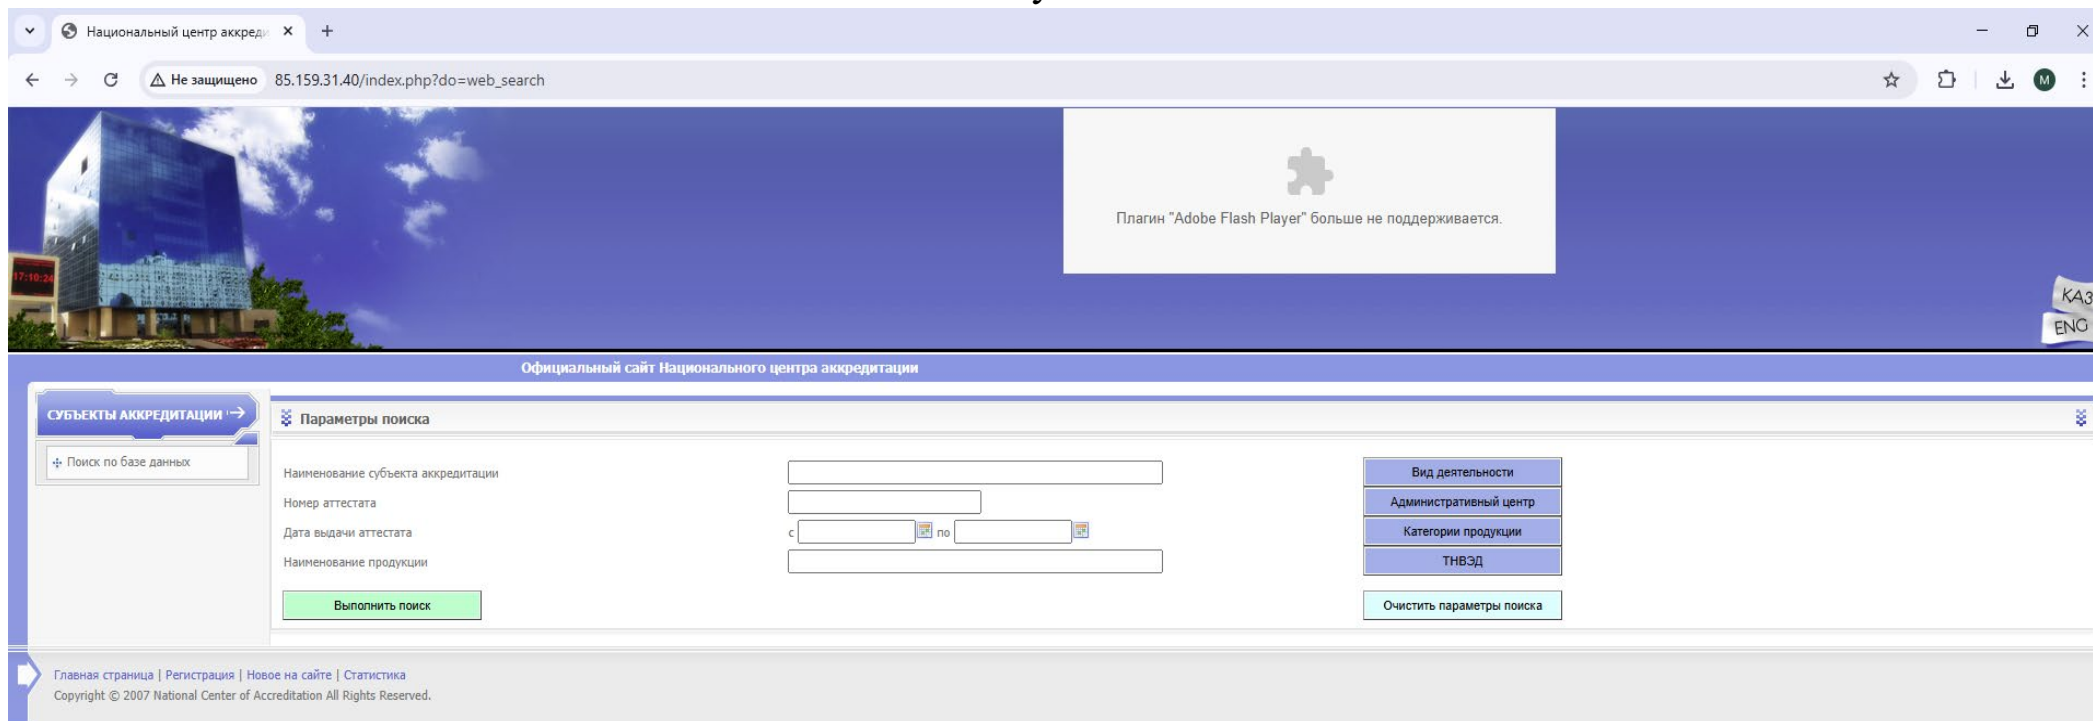 Национальный центр аккреди
Не защищено 85.159.31.40/index.php?do=web_search
M
Плагин "Adobe Flash Player" больше не поддерживается.
17:10:24
ҚАЗ
ENG
Официальный сайт Национального центра аккредитации
СУБЪЕКТЫ АККРЕДИТАЦИИ
Параметры поиска
Поиск по базе данных
Наименование субъекта аккредитации
Вид деятельности
Номер аттестата
Административный центр
Дата выдачи аттестата
с по
Категории продукции
Наименование продукции
ТНВЭД
Выполнить поиск
Очистить параметры поиска
Главная страница | Регистрация | Новое на сайте | Статистика
Copyright © 2007 National Center of Accreditation All Rights Reserved.